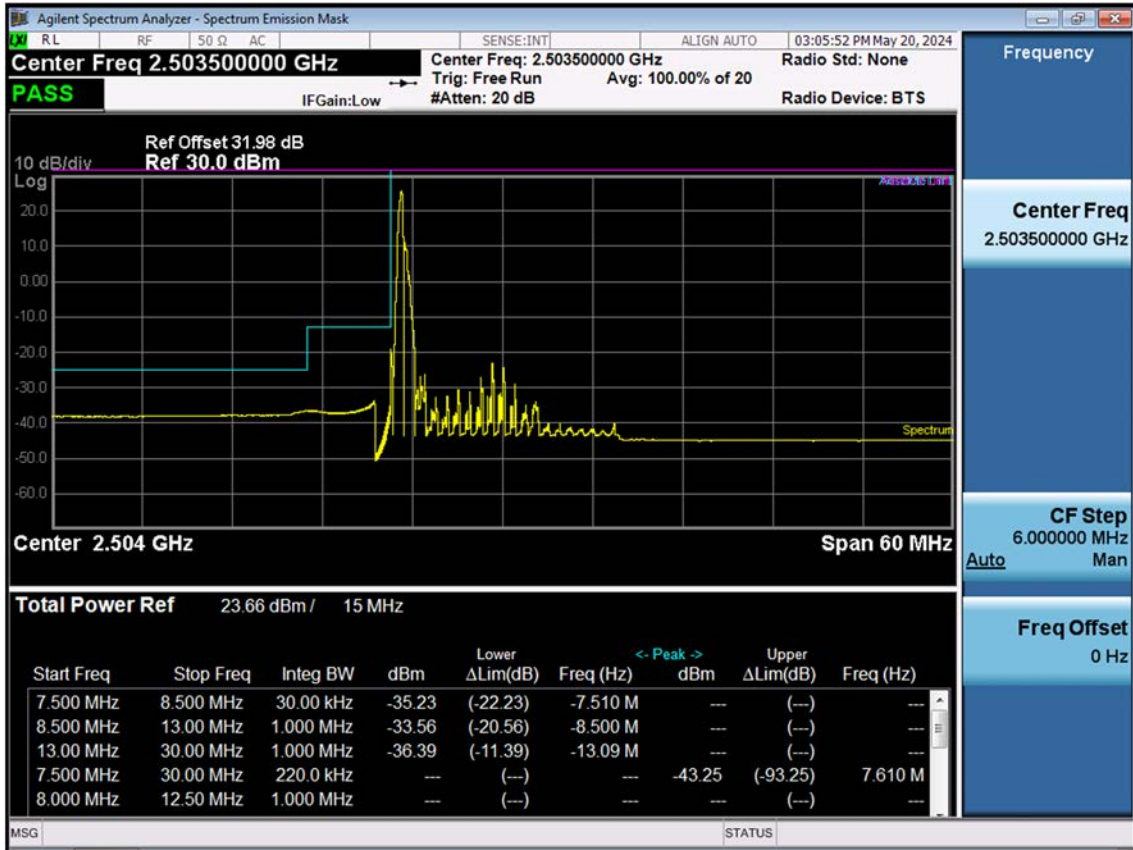 Agilent Spectrum Analyzer - Spectrum Emission Mask
LXI RL RF 50 Ω AC SENSE:INT ALIGN AUTO 03:05:52 PM May 20, 2024
Center Freq 2.503500000 GHz Center Freq: 2.503500000 GHz Radio Std: None
Trig: Free Run Avg: 100.00% of 20
PASS IFGain:Low #Atten: 20 dB Radio Device: BTS
Ref Offset 31.98 dB
10 dB/div Ref 30.0 dBm
Log
20.0
10.0
0.00
-10.0
-20.0
-30.0
-40.0
-50.0
-60.0
Spectrum
Center 2.504 GHz Span 60 MHz
Total Power Ref 23.66 dBm / 15 MHz
Lower <- Peak -> Upper
Start Freq Stop Freq Integ BW dBm ΔLim(dB) Freq (Hz) dBm ΔLim(dB) Freq (Hz)
7.500 MHz 8.500 MHz 30.00 kHz -35.23 (-22.23) -7.510 M --- (---) ---
8.500 MHz 13.00 MHz 1.000 MHz -33.56 (-20.56) -8.500 M --- (---) ---
13.00 MHz 30.00 MHz 1.000 MHz -36.39 (-11.39) -13.09 M --- (---) ---
7.500 MHz 30.00 MHz 220.0 kHz --- (---) --- -43.25 (-93.25) 7.610 M
8.000 MHz 12.50 MHz 1.000 MHz --- (---) --- --- (---) ---
MSG STATUS
Frequency
Center Freq
2.503500000 GHz
CF Step
6.000000 MHz
Auto Man
Freq Offset
0 Hz